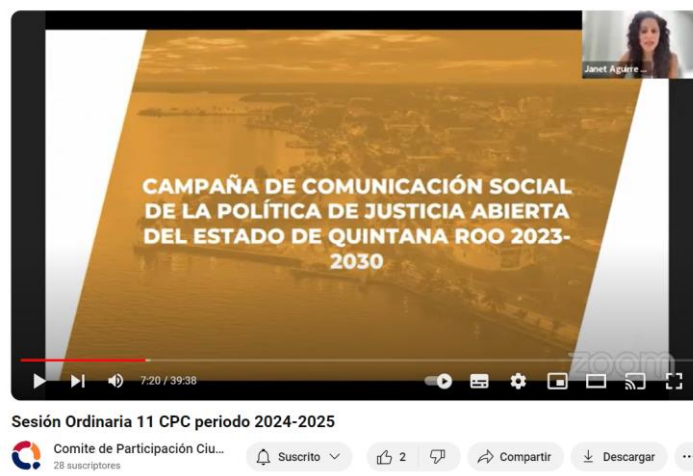 Janet Aguirre ...
CAMPAÑA DE COMUNICACIÓN SOCIAL
DE LA POLÍTICA DE JUSTICIA ABIERTA
DEL ESTADO DE QUINTANA ROO 2023-
2030
zoom
7:20 / 39:38
Sesión Ordinaria 11 CPC periodo 2024-2025
Comite de Participación Ciu...
28 suscriptores
Suscrito
2
Compartir
Descargar